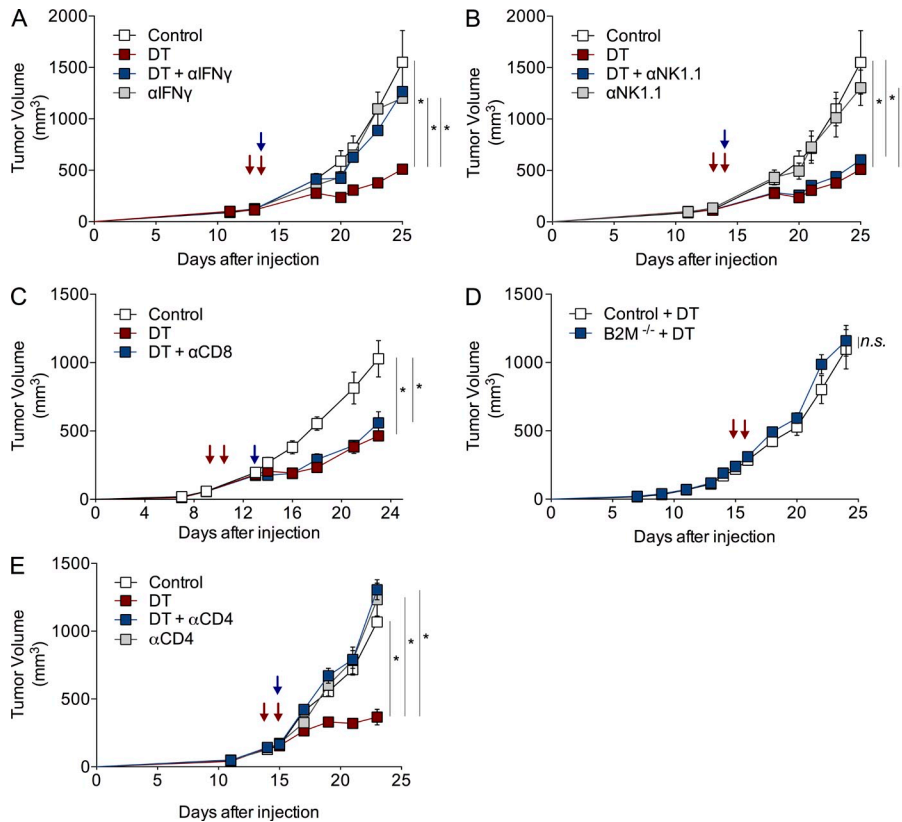 A
Tumor Volume
(mm³)
2000
1500
1000
500
0
Control
DT
DT + αIFNγ
αIFNγ
*
*
*
0 5 10 15 20 25
Days after injection
B
Tumor Volume
(mm³)
2000
1500
1000
500
0
Control
DT
DT + αNK1.1
αNK1.1
*
*
0 5 10 15 20 25
Days after injection
C
Tumor Volume
(mm³)
1500
1000
500
0
Control
DT
DT + αCD8
*
*
0 4 8 12 16 20 24
Days after injection
D
Tumor Volume
(mm³)
1500
1000
500
0
Control + DT
B2M -/- + DT
n.s.
0 5 10 15 20 25
Days after injection
E
Tumor Volume
(mm³)
1500
1000
500
0
Control
DT
DT + αCD4
αCD4
*
*
*
0 5 10 15 20 25
Days after injection